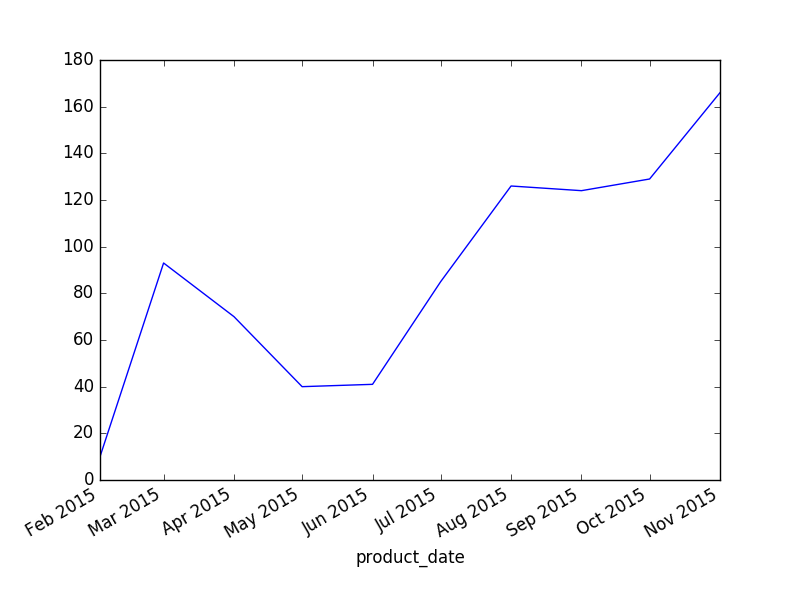 180
160
140
120
100
80
60
40
20
0
Feb 2015
Mar 2015
Apr 2015
May 2015
Jun 2015
Jul 2015
Aug 2015
Sep 2015
Oct 2015
Nov 2015
product_date